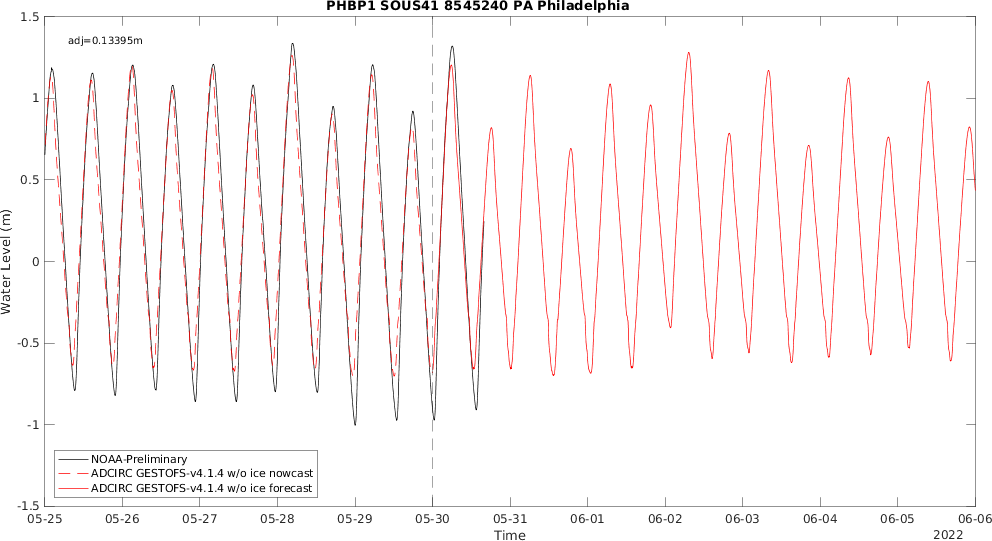 PHBP1 SOUS41 8545240 PA Philadelphia
1.5
adj=0.13395m
1
0.5
0
-0.5
-1
-1.5
Water Level (m)
NOAA-Preliminary
ADCIRC GESTOFS-v4.1.4 w/o ice nowcast
ADCIRC GESTOFS-v4.1.4 w/o ice forecast
05-25 05-26 05-27 05-28 05-29 05-30 05-31 06-01 06-02 06-03 06-04 06-05 06-06
Time
2022